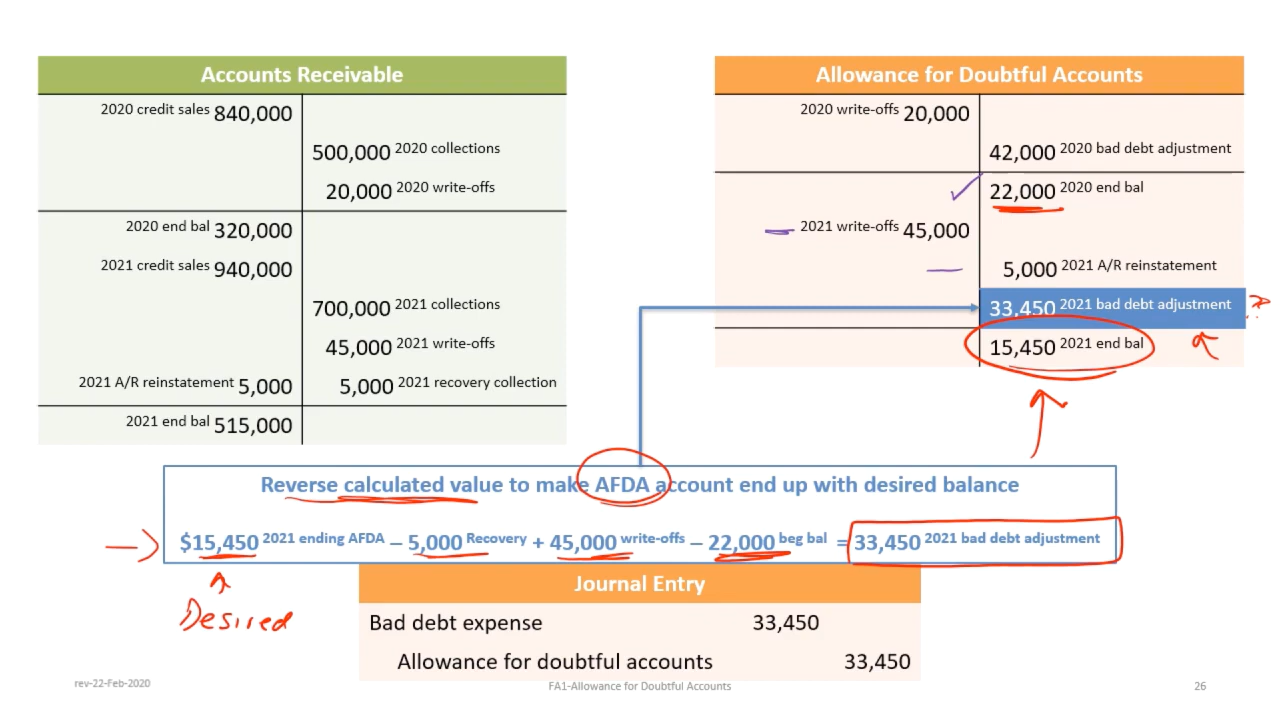 Accounts Receivable
2020 credit sales 840,000
500,000 2020 collections
20,000 2020 write-offs
2020 end bal 320,000
2021 credit sales 940,000
700,000 2021 collections
45,000 2021 write-offs
2021 A/R reinstatement 5,000 5,000 2021 recovery collection
2021 end bal 515,000
Allowance for Doubtful Accounts
2020 write-offs 20,000
42,000 2020 bad debt adjustment
22,000 2020 end bal
2021 write-offs 45,000
5,000 2021 A/R reinstatement
33,450 2021 bad debt adjustment ??
15,450 2021 end bal
Reverse calculated value to make AFDA account end up with desired balance
$15,450 2021 ending AFDA – 5,000 Recovery + 45,000 write-offs – 22,000 beg bal = 33,450 2021 bad debt adjustment
Desired
Journal Entry
Bad debt expense 33,450
Allowance for doubtful accounts 33,450
rev-22-Feb-2020 FA1-Allowance for Doubtful Accounts 26